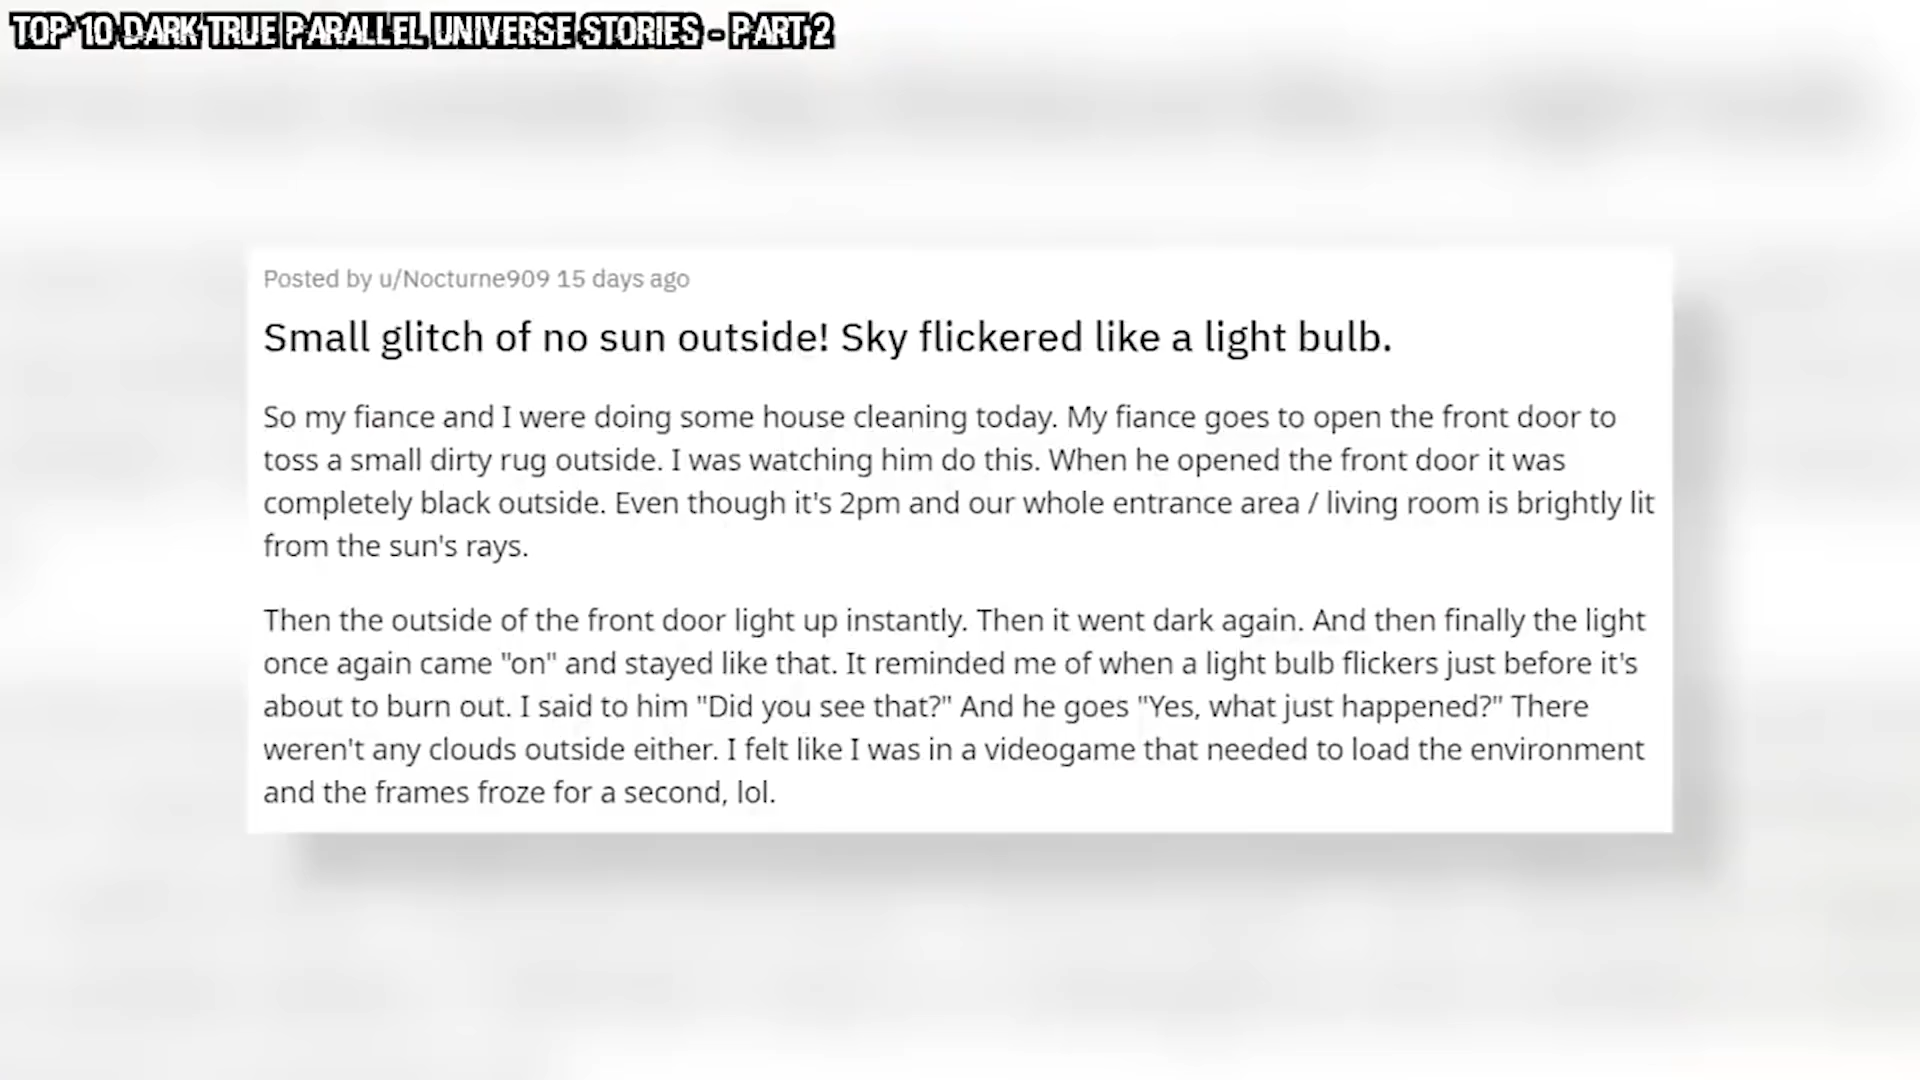 TOP 10 DARK TRUE PARALLEL UNIVERSE STORIES - PART 2
Posted by u/Nocturne909 15 days ago
Small glitch of no sun outside! Sky flickered like a light bulb.
So my fiance and I were doing some house cleaning today. My fiance goes to open the front door to
toss a small dirty rug outside. I was watching him do this. When he opened the front door it was
completely black outside. Even though it's 2pm and our whole entrance area / living room is brightly lit
from the sun's rays.
Then the outside of the front door light up instantly. Then it went dark again. And then finally the light
once again came "on" and stayed like that. It reminded me of when a light bulb flickers just before it's
about to burn out. I said to him "Did you see that?" And he goes "Yes, what just happened?" There
weren't any clouds outside either. I felt like I was in a videogame that needed to load the environment
and the frames froze for a second, lol.